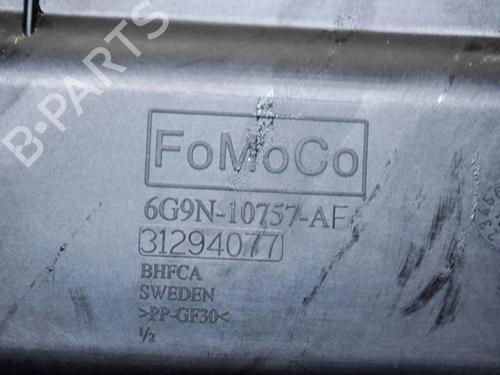 B-PARTS
FoMoCo
6G9N-10757-AF
31294077
BHFCA
SWEDEN
>PP-GF30<
1/2